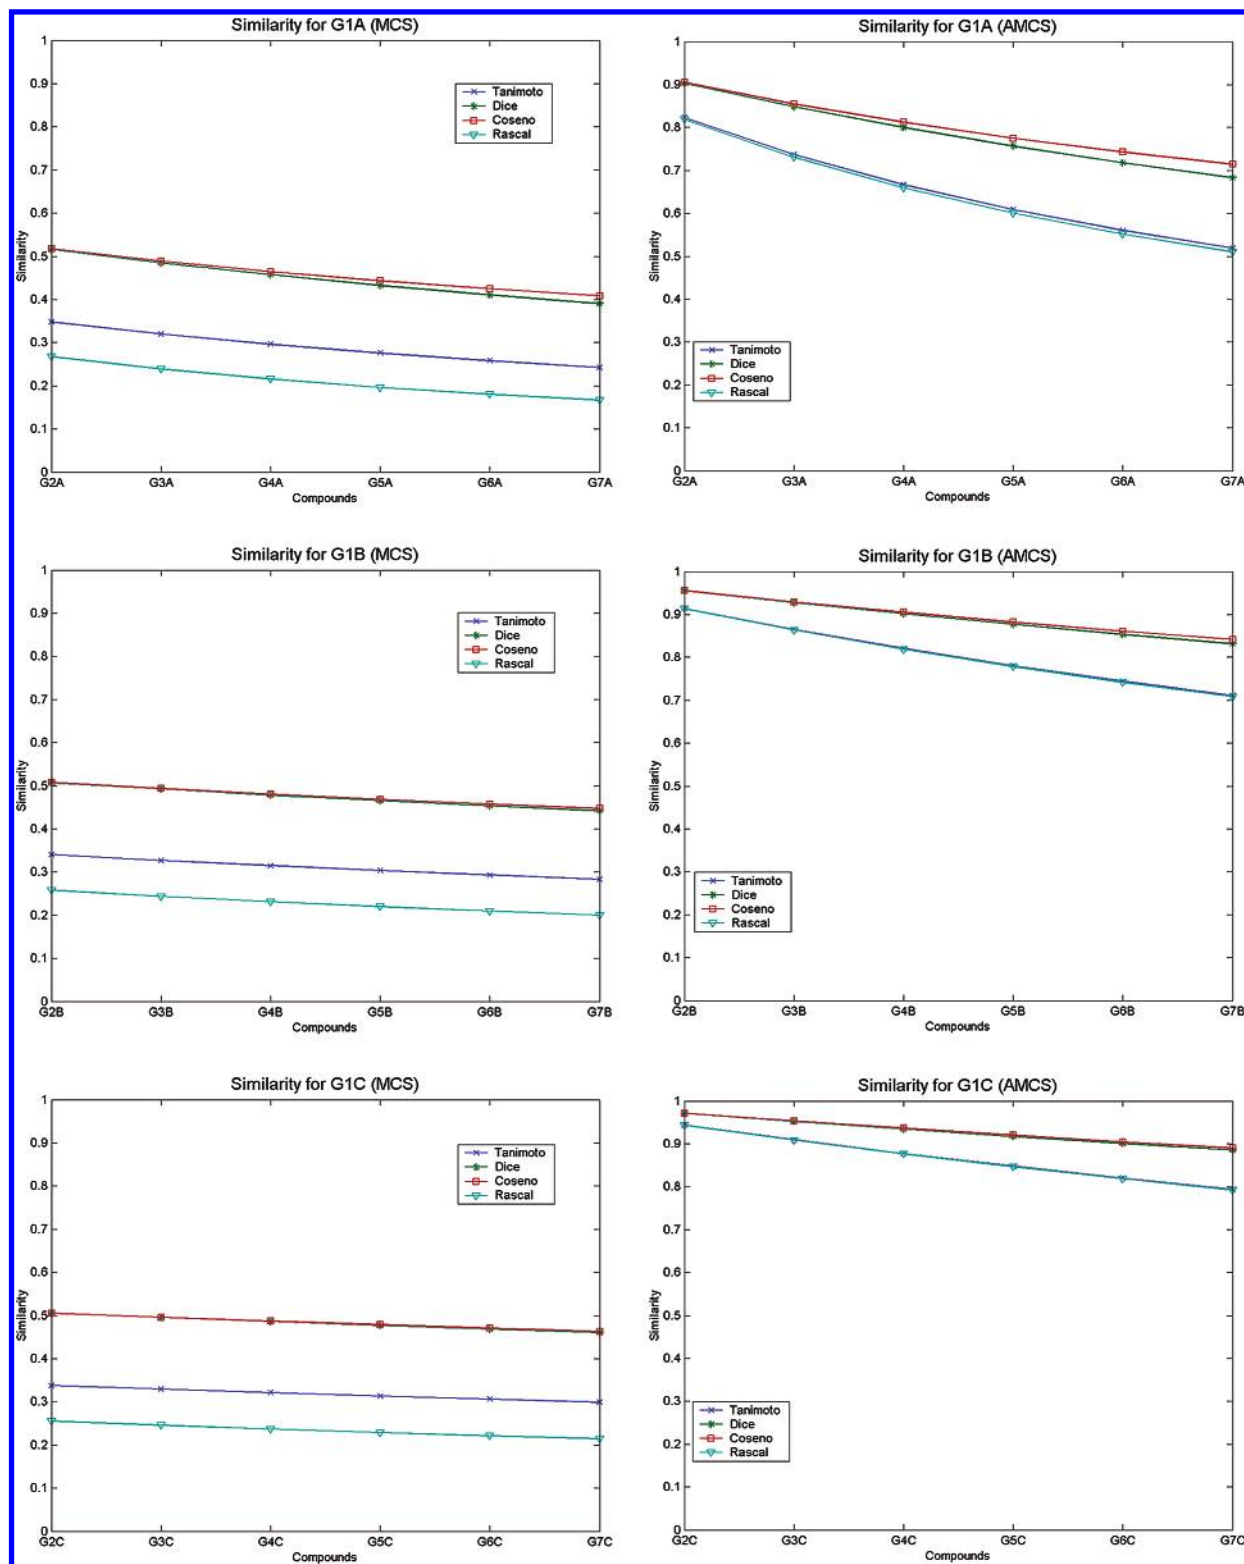 Similarity for G1A (MCS)
1
0.9
0.8
0.7
0.6
0.5
0.4
0.3
0.2
0.1
0
Similarity
Tanimoto
Dice
Coseno
Rascal
G2A G3A G4A G5A G6A G7A
Compounds
Similarity for G1A (AMCS)
1
0.9
0.8
0.7
0.6
0.5
0.4
0.3
0.2
0.1
0
Similarity
Tanimoto
Dice
Coseno
Rascal
G2A G3A G4A G5A G6A G7A
Compounds
Similarity for G1B (MCS)
1
0.9
0.8
0.7
0.6
0.5
0.4
0.3
0.2
0.1
0
Similarity
Tanimoto
Dice
Coseno
Rascal
G2B G3B G4B G5B G6B G7B
Compounds
Similarity for G1B (AMCS)
1
0.9
0.8
0.7
0.6
0.5
0.4
0.3
0.2
0.1
0
Similarity
Tanimoto
Dice
Coseno
Rascal
G2B G3B G4B G5B G6B G7B
Compounds
Similarity for G1C (MCS)
1
0.9
0.8
0.7
0.6
0.5
0.4
0.3
0.2
0.1
0
Similarity
Tanimoto
Dice
Coseno
Rascal
G2C G3C G4C G5C G6C G7C
Compounds
Similarity for G1C (AMCS)
1
0.9
0.8
0.7
0.6
0.5
0.4
0.3
0.2
0.1
0
Similarity
Tanimoto
Dice
Coseno
Rascal
G2C G3C G4C G5C G6C G7C
Compounds